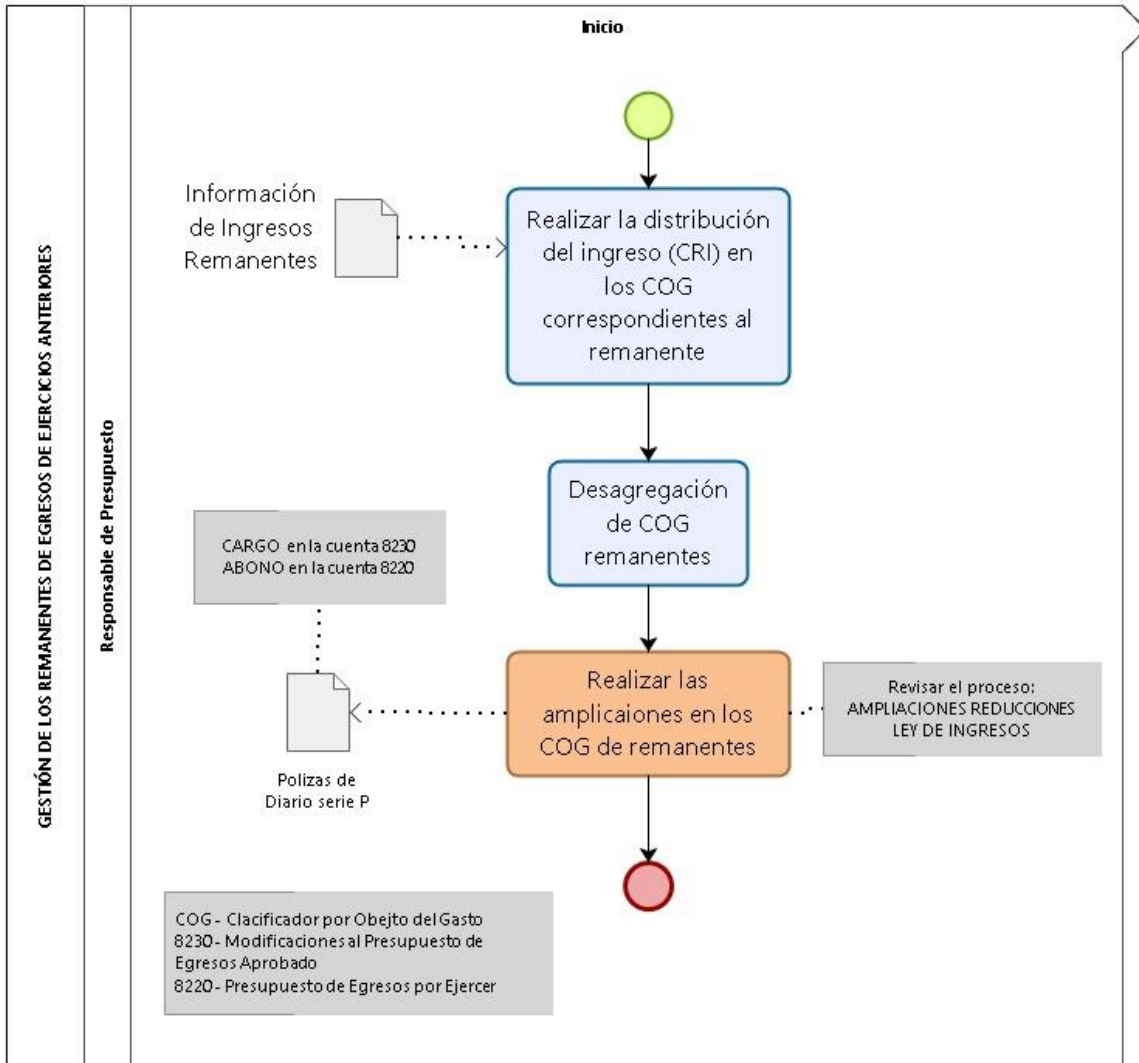 Inicio
GESTIÓN DE LOS REMANENTES DE EGRESOS DE EJERCICIOS ANTERIORES
Responsable de Presupuesto
Información
de Ingresos
Remanentes
Realizar la distribución
del ingreso (CRI) en
los COG
correspondientes al
remanente
Desagregación
de COG
remanentes
CARGO en la cuenta 8230
ABONO en la cuenta 8220
Realizar las
amplicaiones en los
COG de remanentes
Revisar el proceso:
AMPLIACIONES REDUCCIONES
LEY DE INGRESOS
Polizas de
Diario serie P
COG - Clacificador por Obejto del Gasto
8230 - Modificaciones al Presupuesto de
Egresos Aprobado
8220 - Presupuesto de Egresos por Ejercer